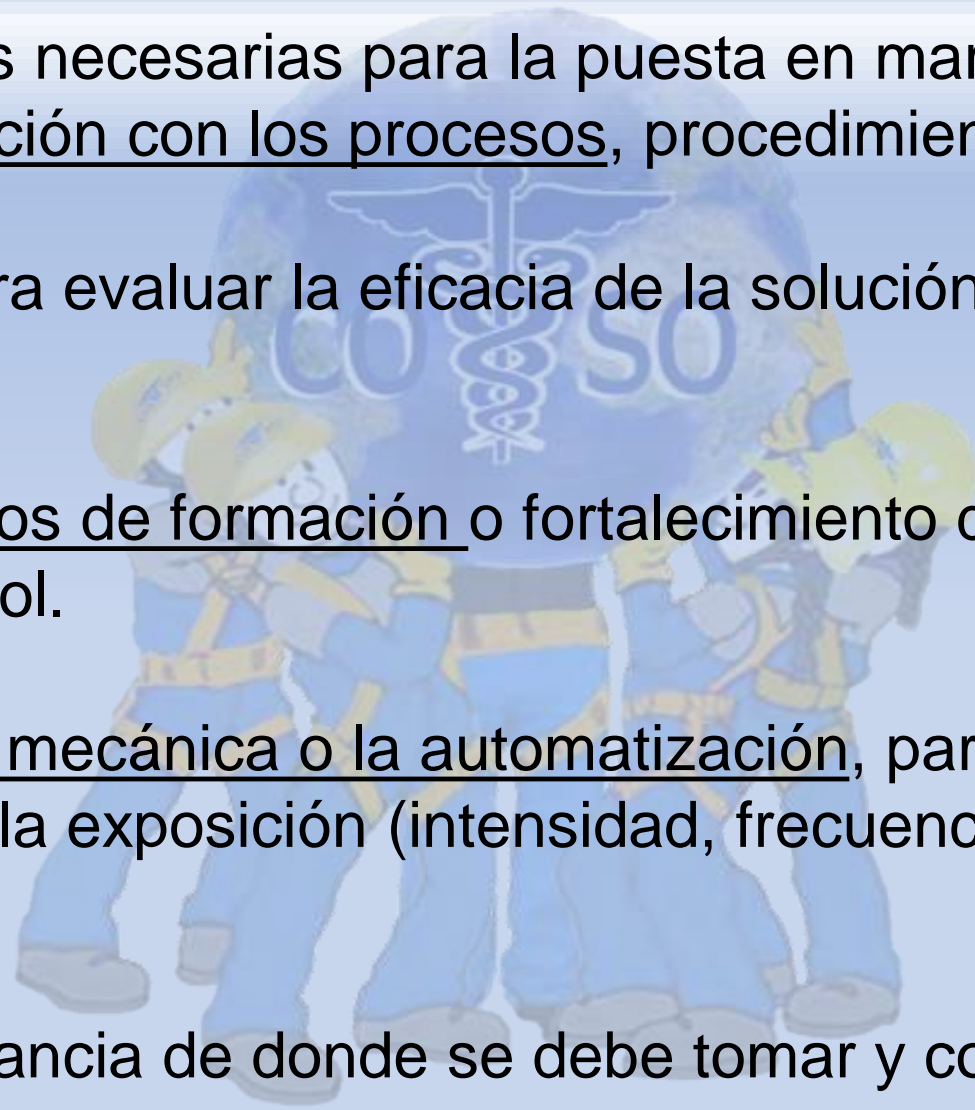 s necesarias para la puesta en mar
ción con los procesos, procedimien
ra evaluar la eficacia de la solución
CO SO
os de formación o fortalecimiento
ol.
mecánica o la automatización, par
la exposición (intensidad, frecuenc
ancia de donde se debe tomar y co